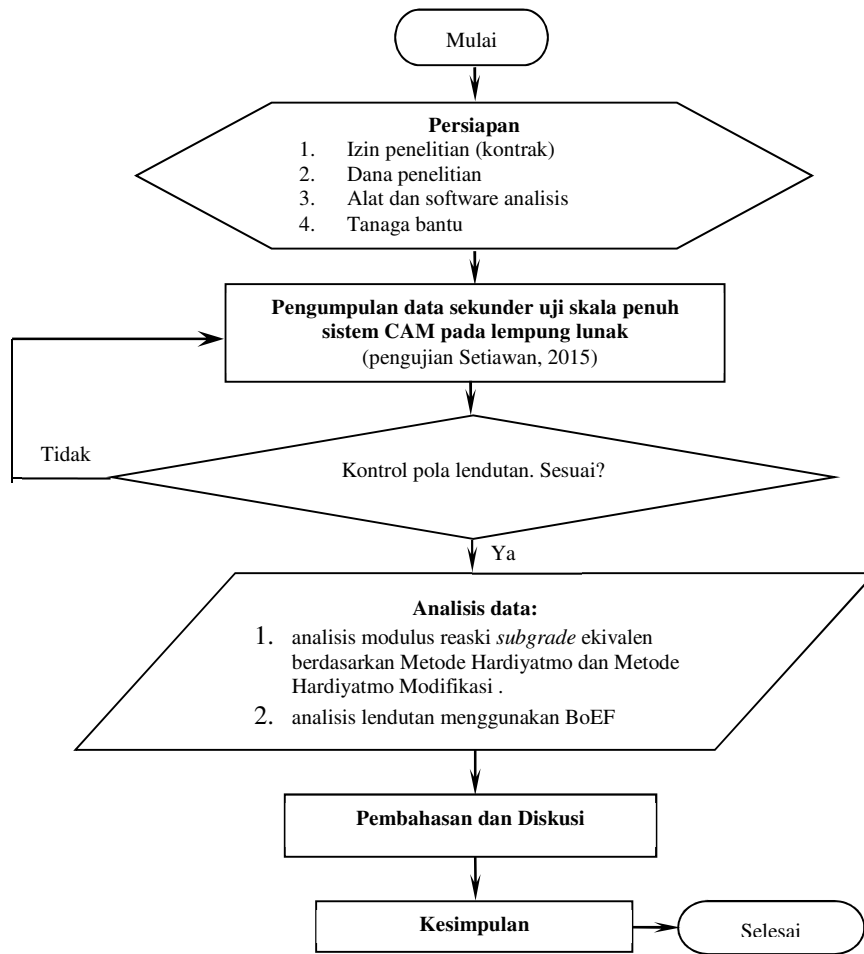 Mulai
Persiapan
1. Izin penelitian (kontrak)
2. Dana penelitian
3. Alat dan software analisis
4. Tanaga bantu
Pengumpulan data sekunder uji skala penuh
sistem CAM pada lempung lunak
(pengujian Setiawan, 2015)
Tidak
Kontrol pola lendutan. Sesuai?
Ya
Analisis data:
1. analisis modulus reaski subgrade ekivalen
berdasarkan Metode Hardiyatmo dan Metode
Hardiyatmo Modifikasi .
2. analisis lendutan menggunakan BoEF
Pembahasan dan Diskusi
Kesimpulan
Selesai